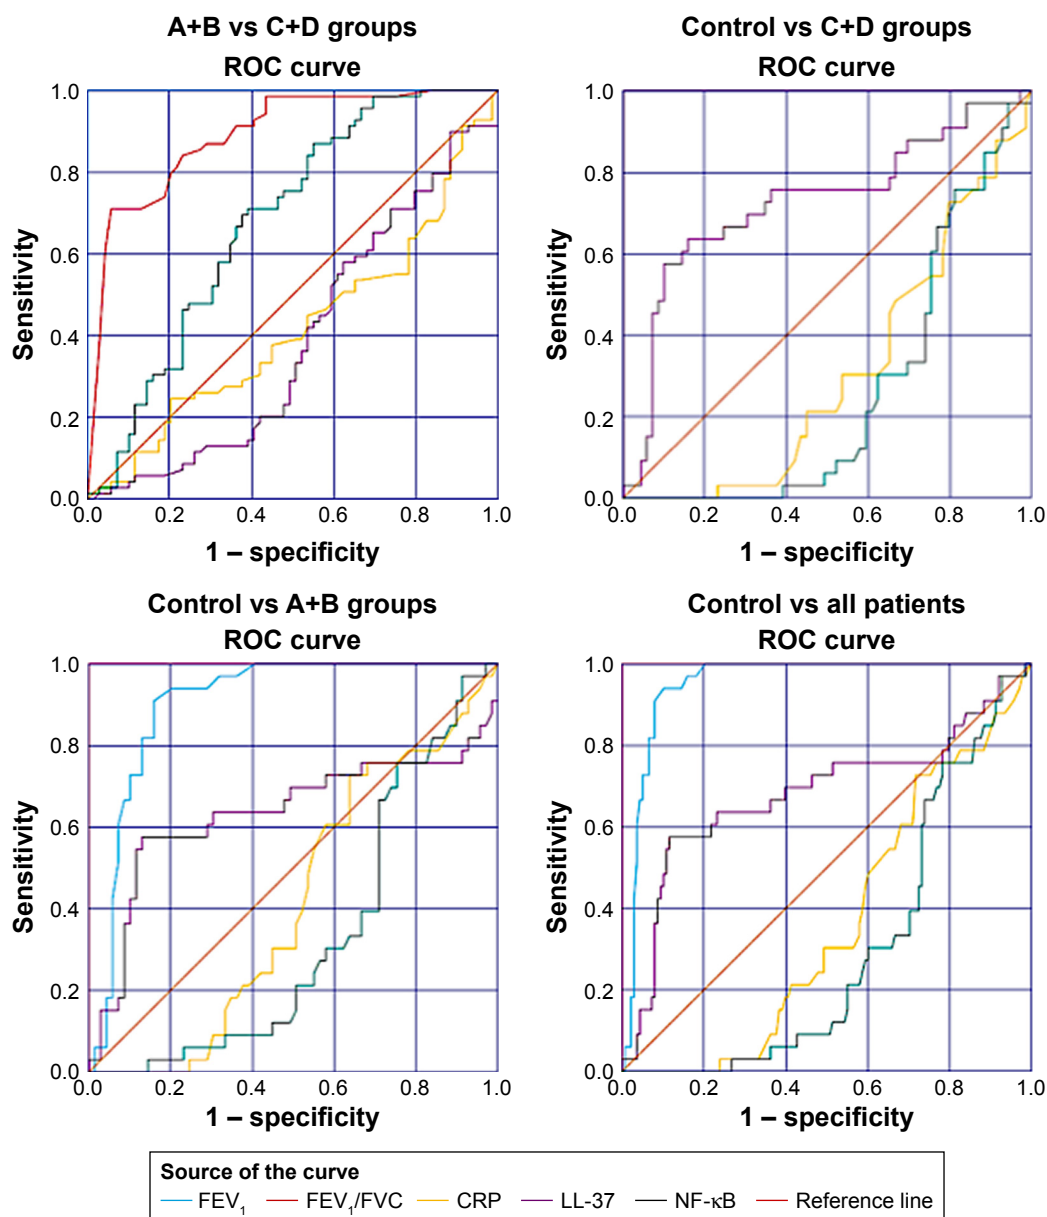 A+B vs C+D groups
ROC curve
1.0
0.8
0.6
0.4
0.2
0.0
Sensitivity
0.0 0.2 0.4 0.6 0.8 1.0
1 – specificity
Control vs C+D groups
ROC curve
1.0
0.8
0.6
0.4
0.2
0.0
Sensitivity
0.0 0.2 0.4 0.6 0.8 1.0
1 – specificity
Control vs A+B groups
ROC curve
1.0
0.8
0.6
0.4
0.2
0.0
Sensitivity
0.0 0.2 0.4 0.6 0.8 1.0
1 – specificity
Control vs all patients
ROC curve
1.0
0.8
0.6
0.4
0.2
0.0
Sensitivity
0.0 0.2 0.4 0.6 0.8 1.0
1 – specificity
Source of the curve
FEV₁ FEV₁/FVC CRP LL-37 NF-κB Reference line